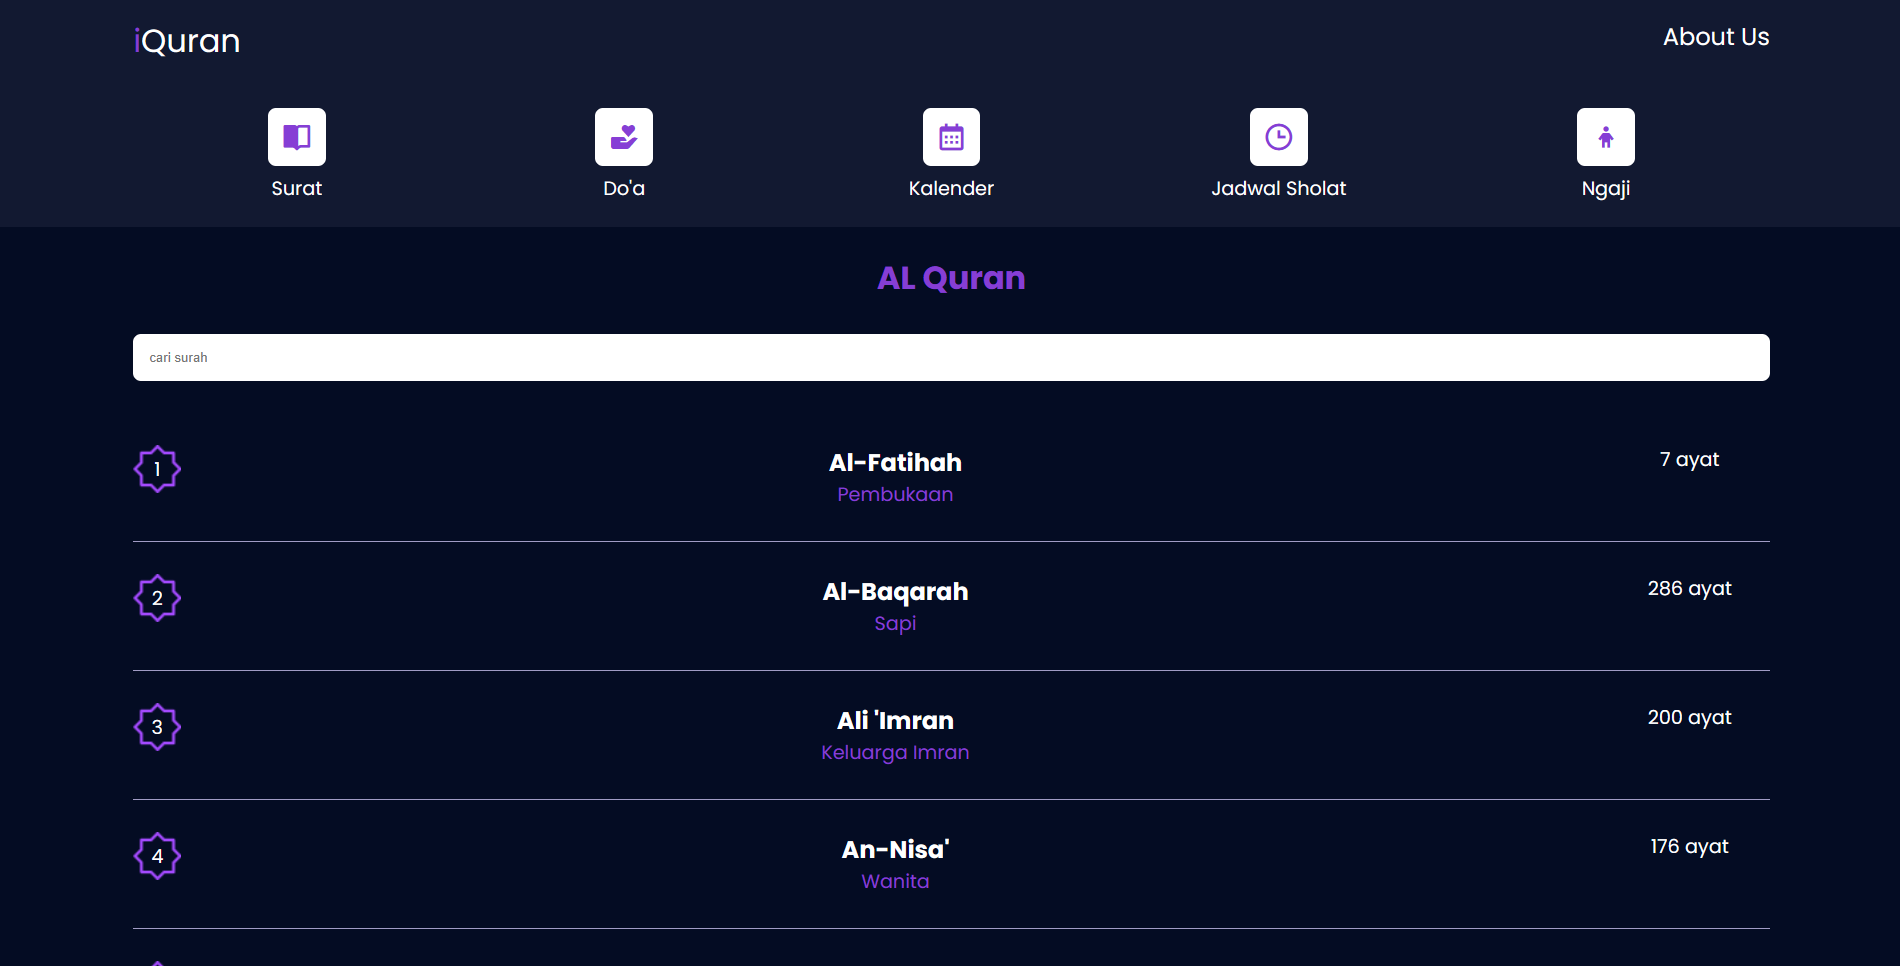 iQuran
About Us
Surat
Do'a
Kalender
Jadwal Sholat
Ngaji
AL Quran
cari surah
1
Al-Fatihah
7 ayat
Pembukaan
2
Al-Baqarah
286 ayat
Sapi
3
Ali 'Imran
200 ayat
Keluarga Imran
4
An-Nisa'
176 ayat
Wanita